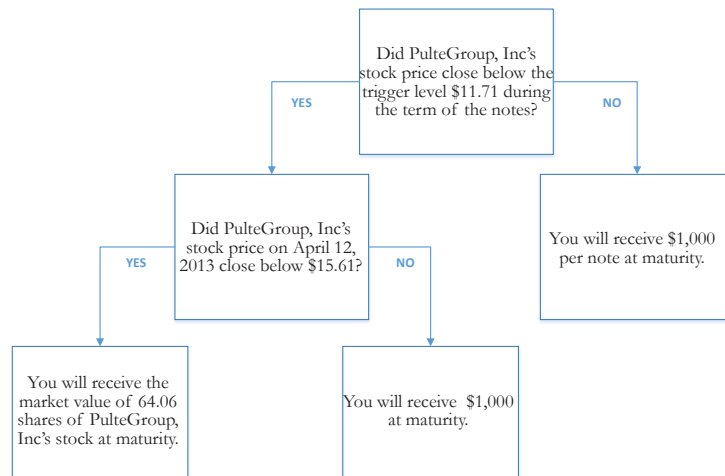 Did PulteGroup, Inc's
stock price close below the
trigger level $11.71 during
the term of the notes?
YES
NO
Did PulteGroup, Inc's
stock price on April 12,
2013 close below $15.61?
You will receive $1,000
per note at maturity.
YES
NO
You will receive the
market value of 64.06
shares of PulteGroup,
Inc's stock at maturity.
You will receive $1,000
at maturity.